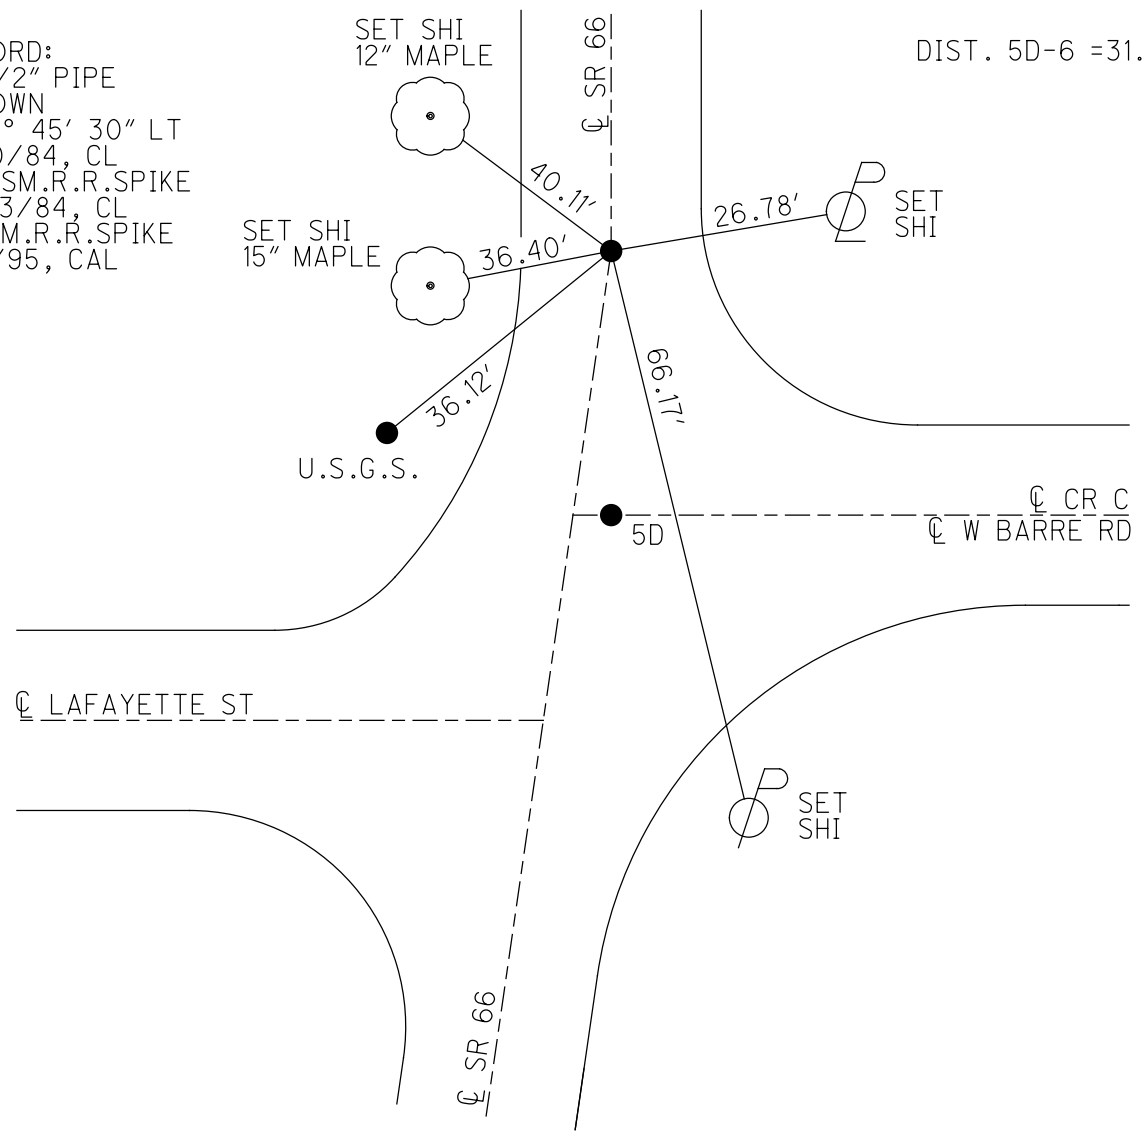 SET SHI
12" MAPLE
℄ SR 66
DIST. 5D-6 =31.
ORD:
/2" PIPE
OWN
° 45' 30" LT
0/84, CL
SM.R.R.SPIKE
3/84, CL
M.R.R.SPIKE
/95, CAL
40.11'
26.78'
SET
SHI
SET SHI
15" MAPLE
36.40'
36.12'
66.17'
U.S.G.S.
5D
℄ CR C
℄ W BARRE RD
℄ LAFAYETTE ST
SET
SHI
℄ SR 66